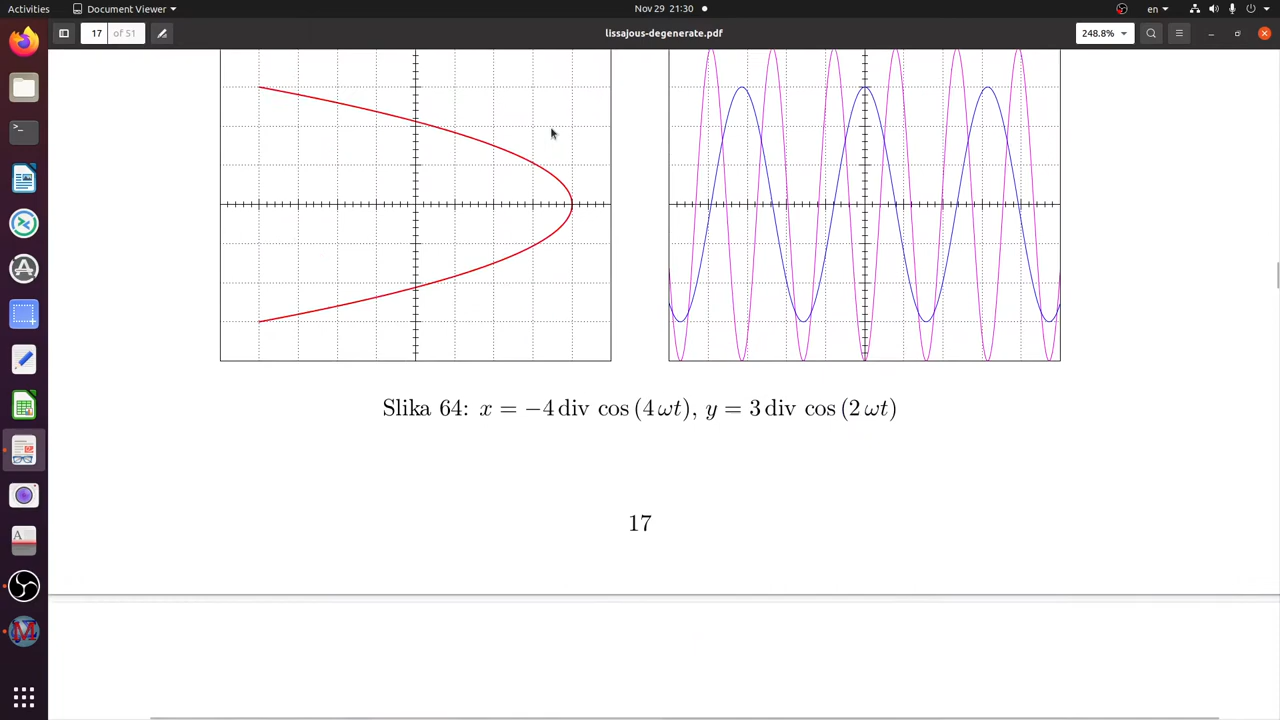 Activities
Document Viewer
Nov 29 21:30
en
17
of 51
lissajous-degenerate.pdf
248.8%
Slika 64: x = −4 div cos (4 ωt), y = 3 div cos (2 ωt)
17